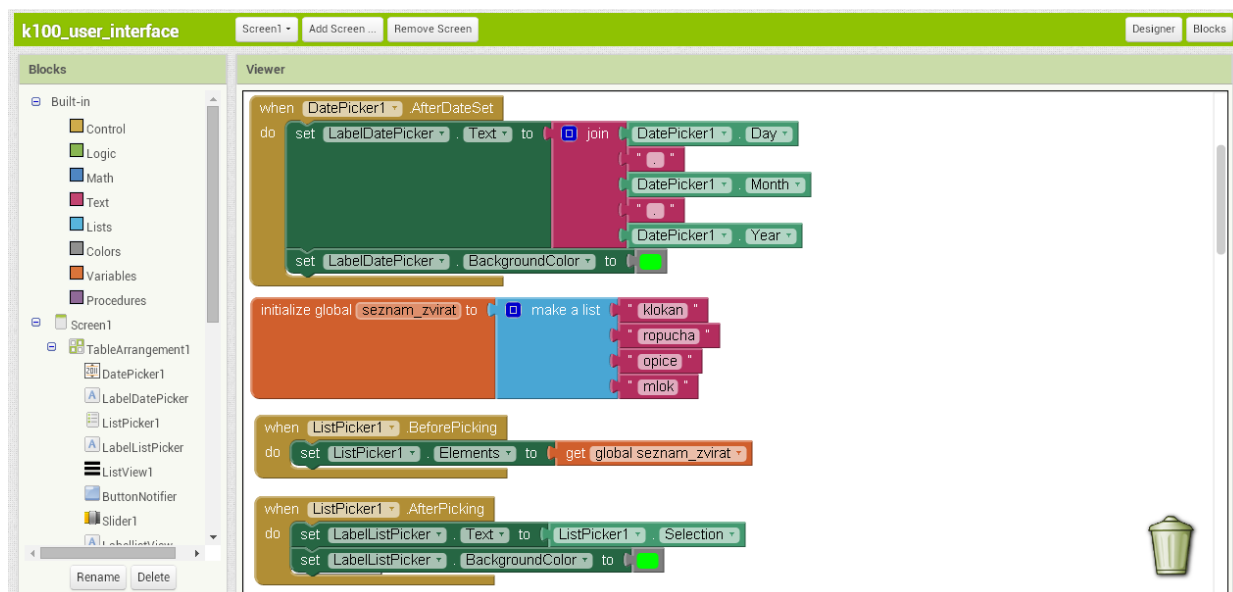 k100_user_interface Screen1 Add Screen ... Remove Screen Designer Blocks
Blocks
Built-in
Control
Logic
Math
Text
Lists
Colors
Variables
Procedures
Screen1
TableArrangement1
DatePicker1
LabelDatePicker
ListPicker1
LabelListPicker
ListView1
ButtonNotifier
Slider1
Rename Delete
Viewer
when DatePicker1 .AfterDateSet
do set LabelDatePicker . Text to join DatePicker1 . Day
" . "
DatePicker1 . Month
" . "
DatePicker1 . Year
set LabelDatePicker . BackgroundColor to
initialize global seznam_zvirat to make a list " klokan "
" ropucha "
" opice "
" mlok "
when ListPicker1 .BeforePicking
do set ListPicker1 . Elements to get global seznam_zvirat
when ListPicker1 .AfterPicking
do set LabelListPicker . Text to ListPicker1 . Selection
set LabelListPicker . BackgroundColor to